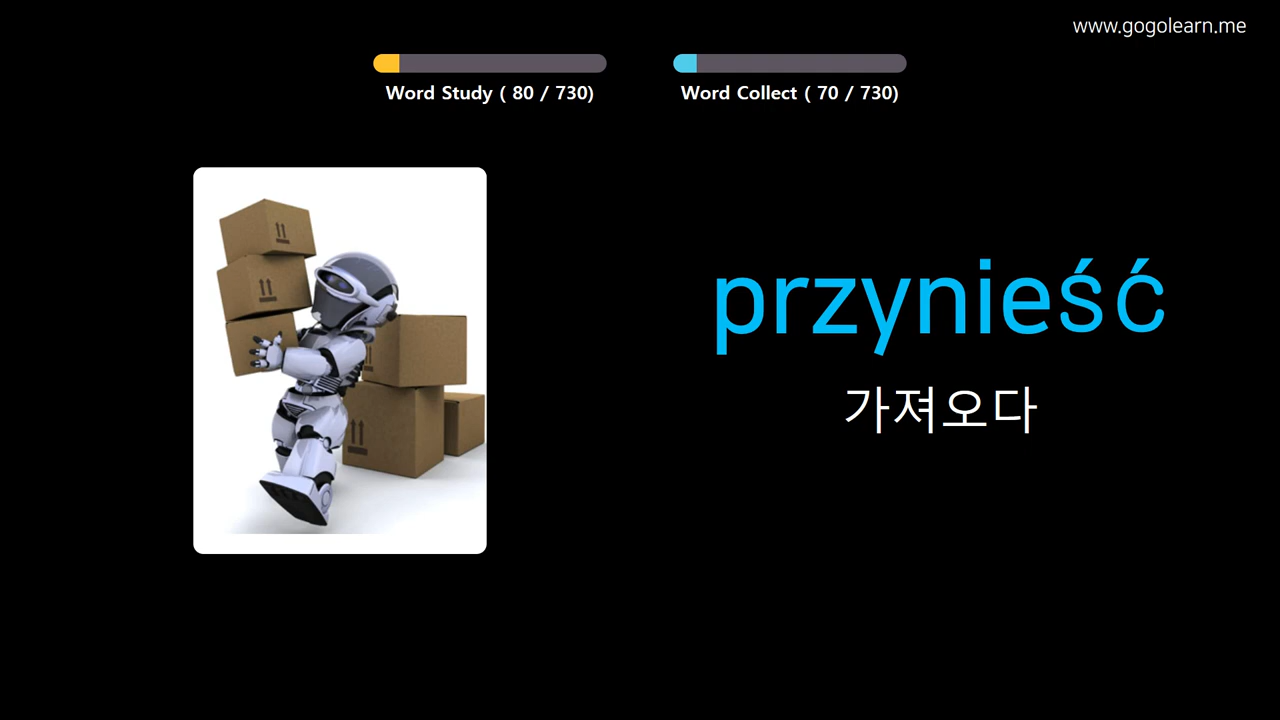 www.gogolearn.me
Word Study ( 80 / 730)
Word Collect ( 70 / 730)
przynieść
가져오다